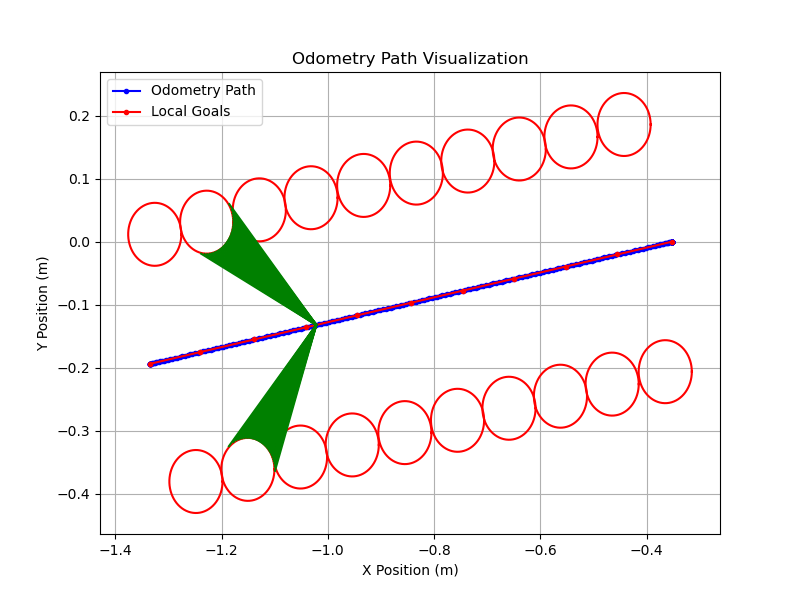 Odometry Path Visualization
Odometry Path
Local Goals
Y Position (m)
0.2
0.1
0.0
−0.1
−0.2
−0.3
−0.4
−1.4 −1.2 −1.0 −0.8 −0.6 −0.4
X Position (m)